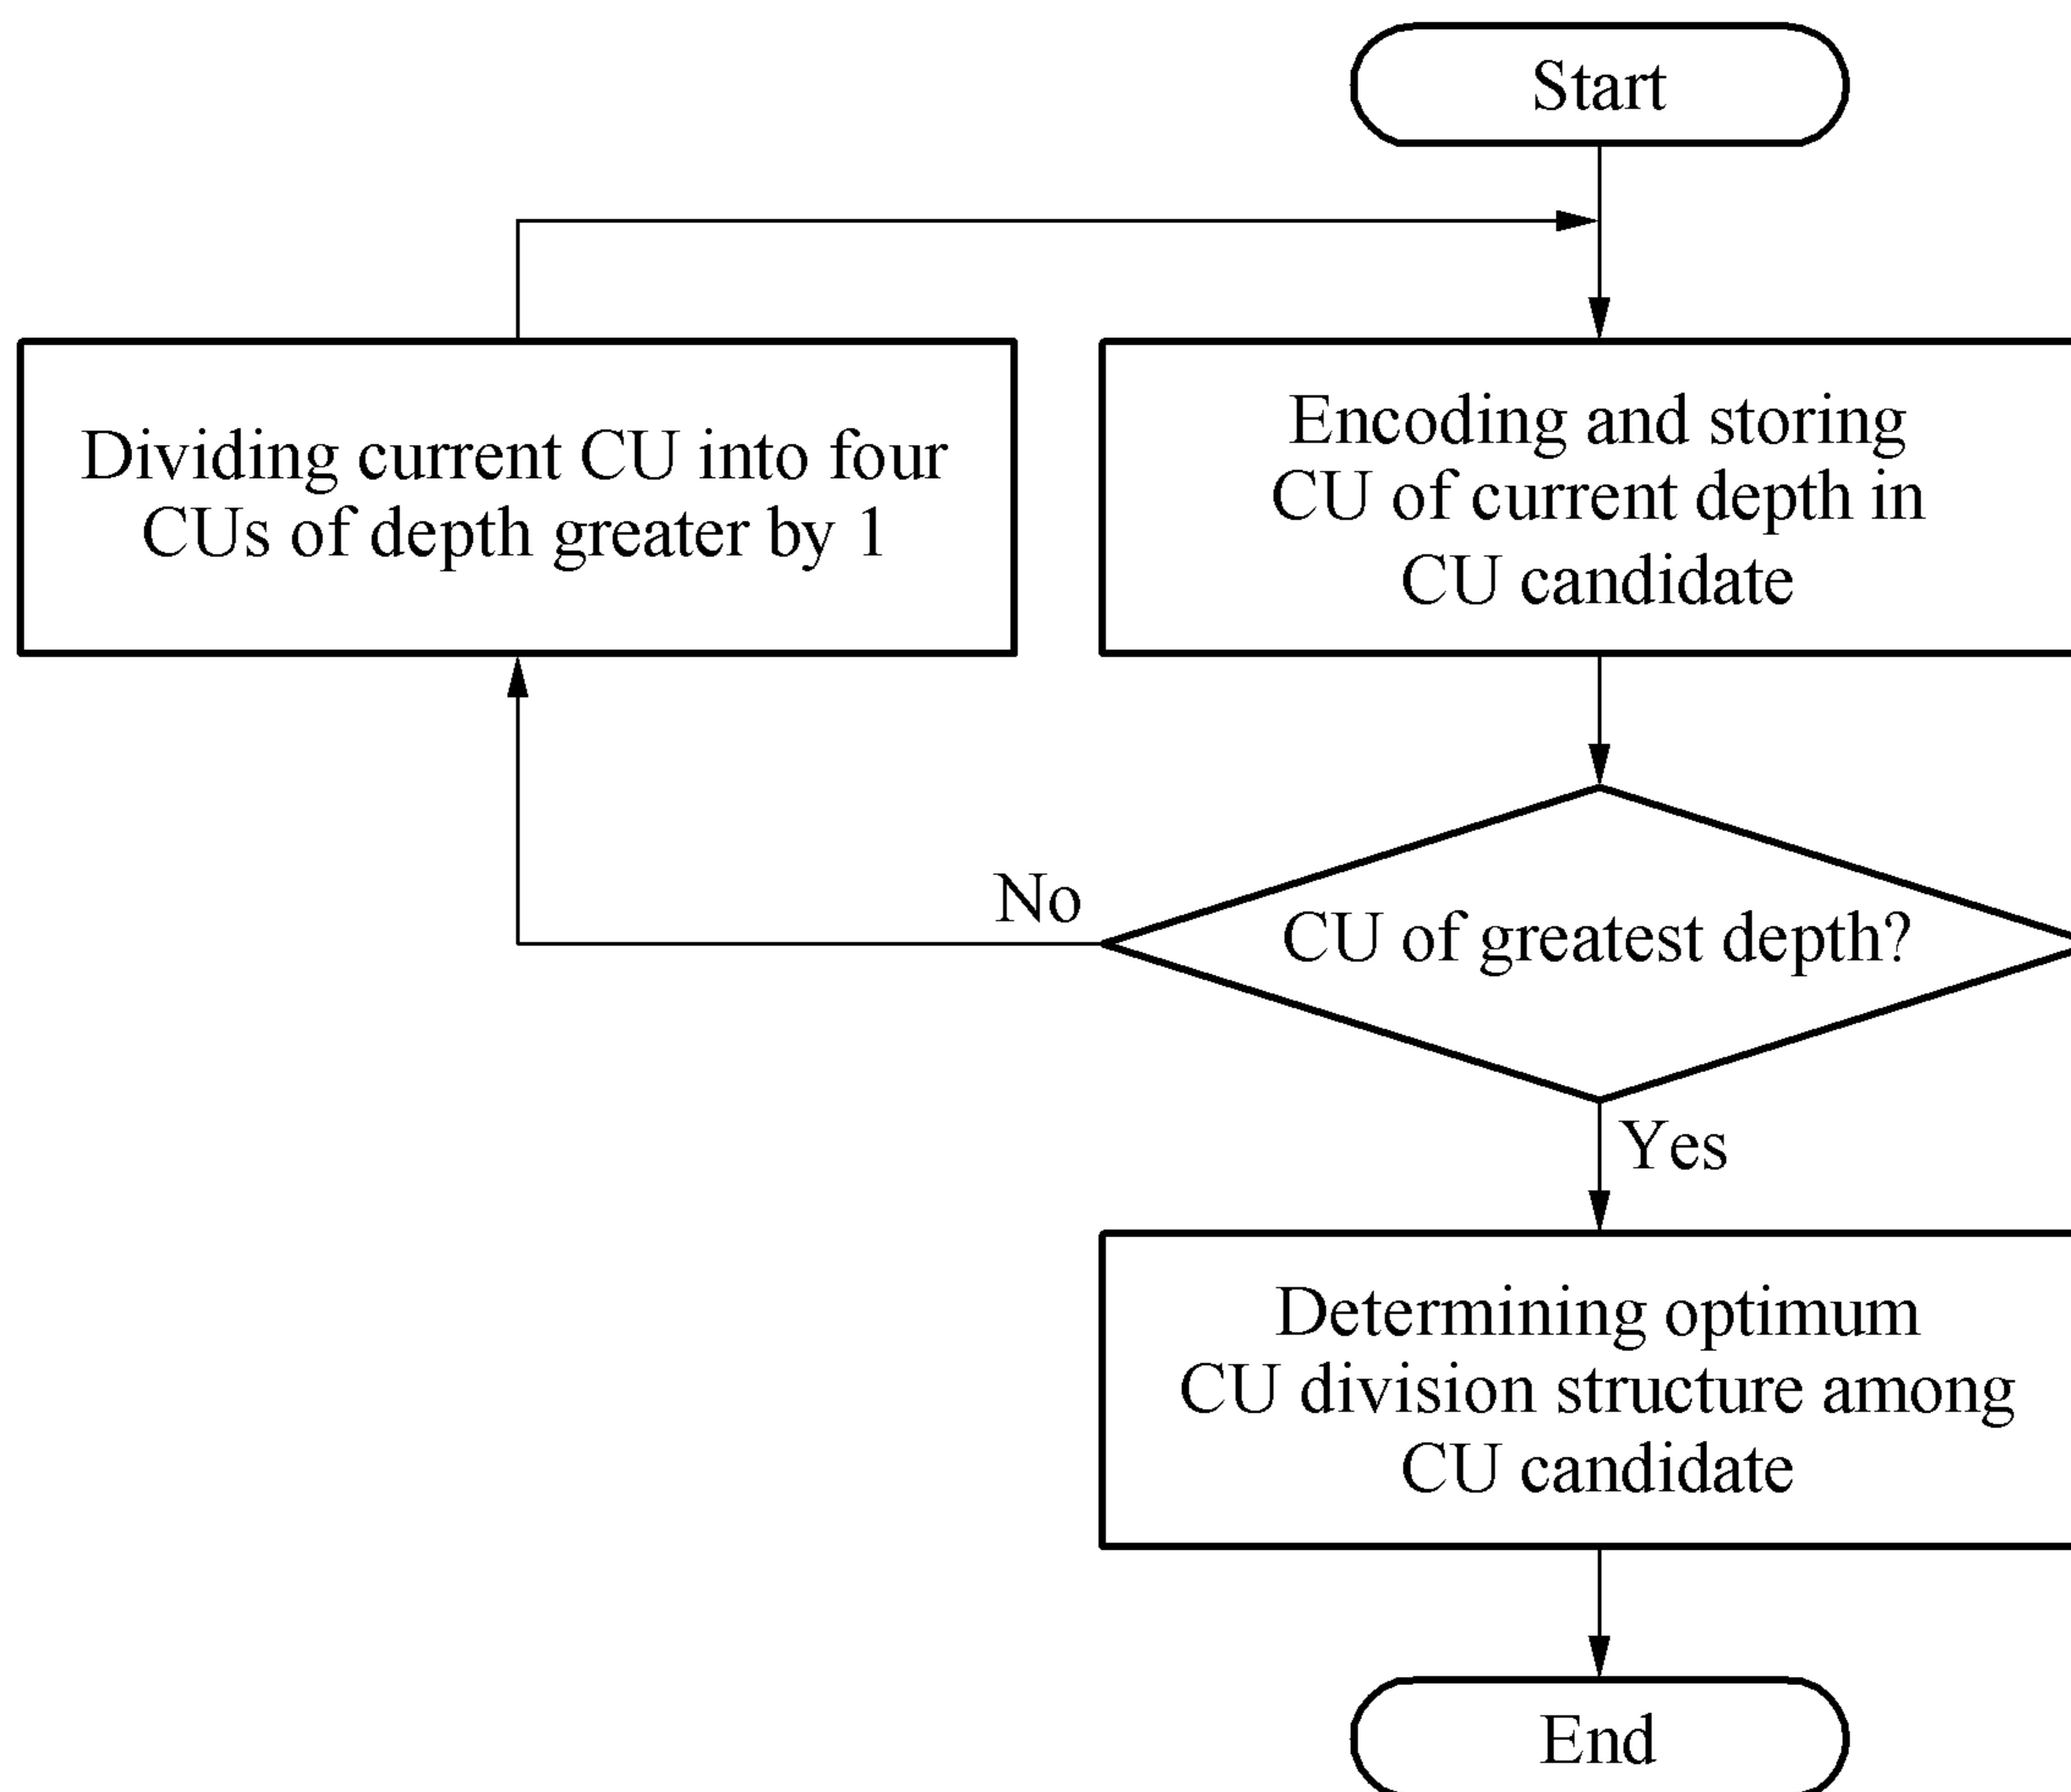 Start
Dividing current CU into four
CUs of depth greater by 1
Encoding and storing
CU of current depth in
CU candidate
No
CU of greatest depth?
Yes
Determining optimum
CU division structure among
CU candidate
End